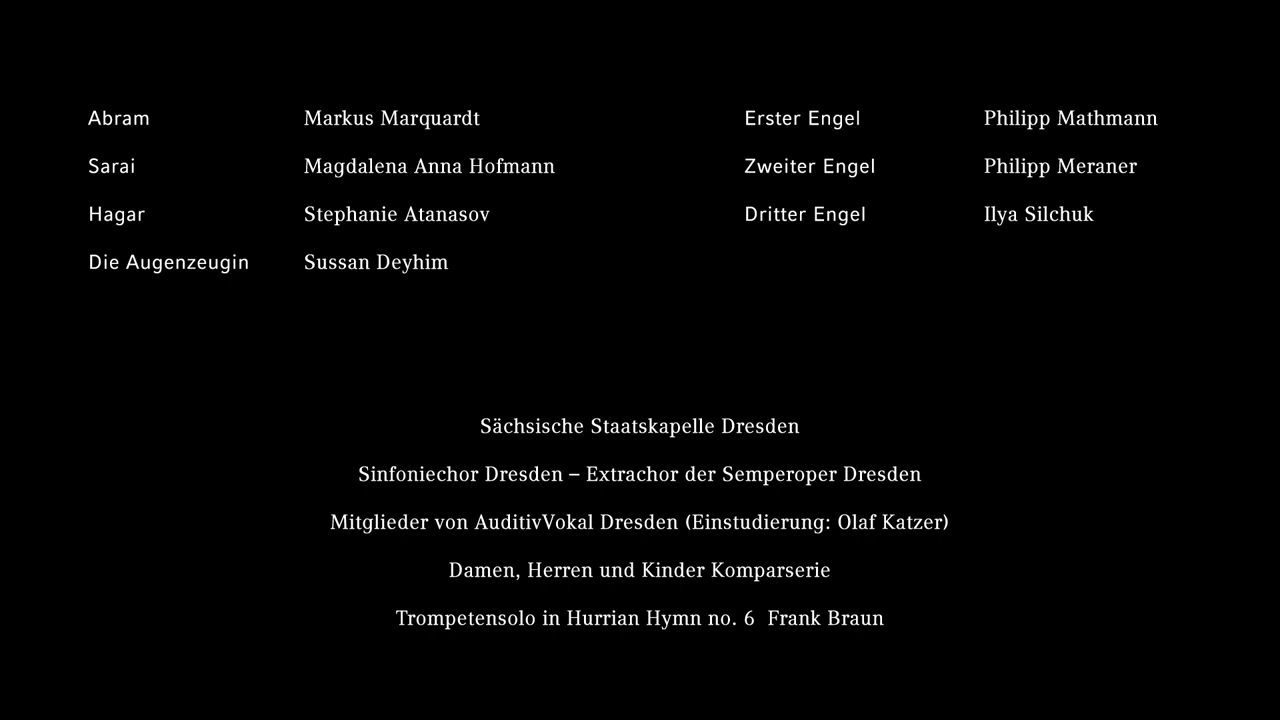 Abram Markus Marquardt
Sarai Magdalena Anna Hofmann
Hagar Stephanie Atanasov
Die Augenzeugin Sussan Deyhim
Erster Engel Philipp Mathmann
Zweiter Engel Philipp Meraner
Dritter Engel Ilya Silchuk
Sächsische Staatskapelle Dresden
Sinfoniechor Dresden – Extrachor der Semperoper Dresden
Mitglieder von AuditivVokal Dresden (Einstudierung: Olaf Katzer)
Damen, Herren und Kinder Komparserie
Trompetensolo in Hurrian Hymn no. 6 Frank Braun